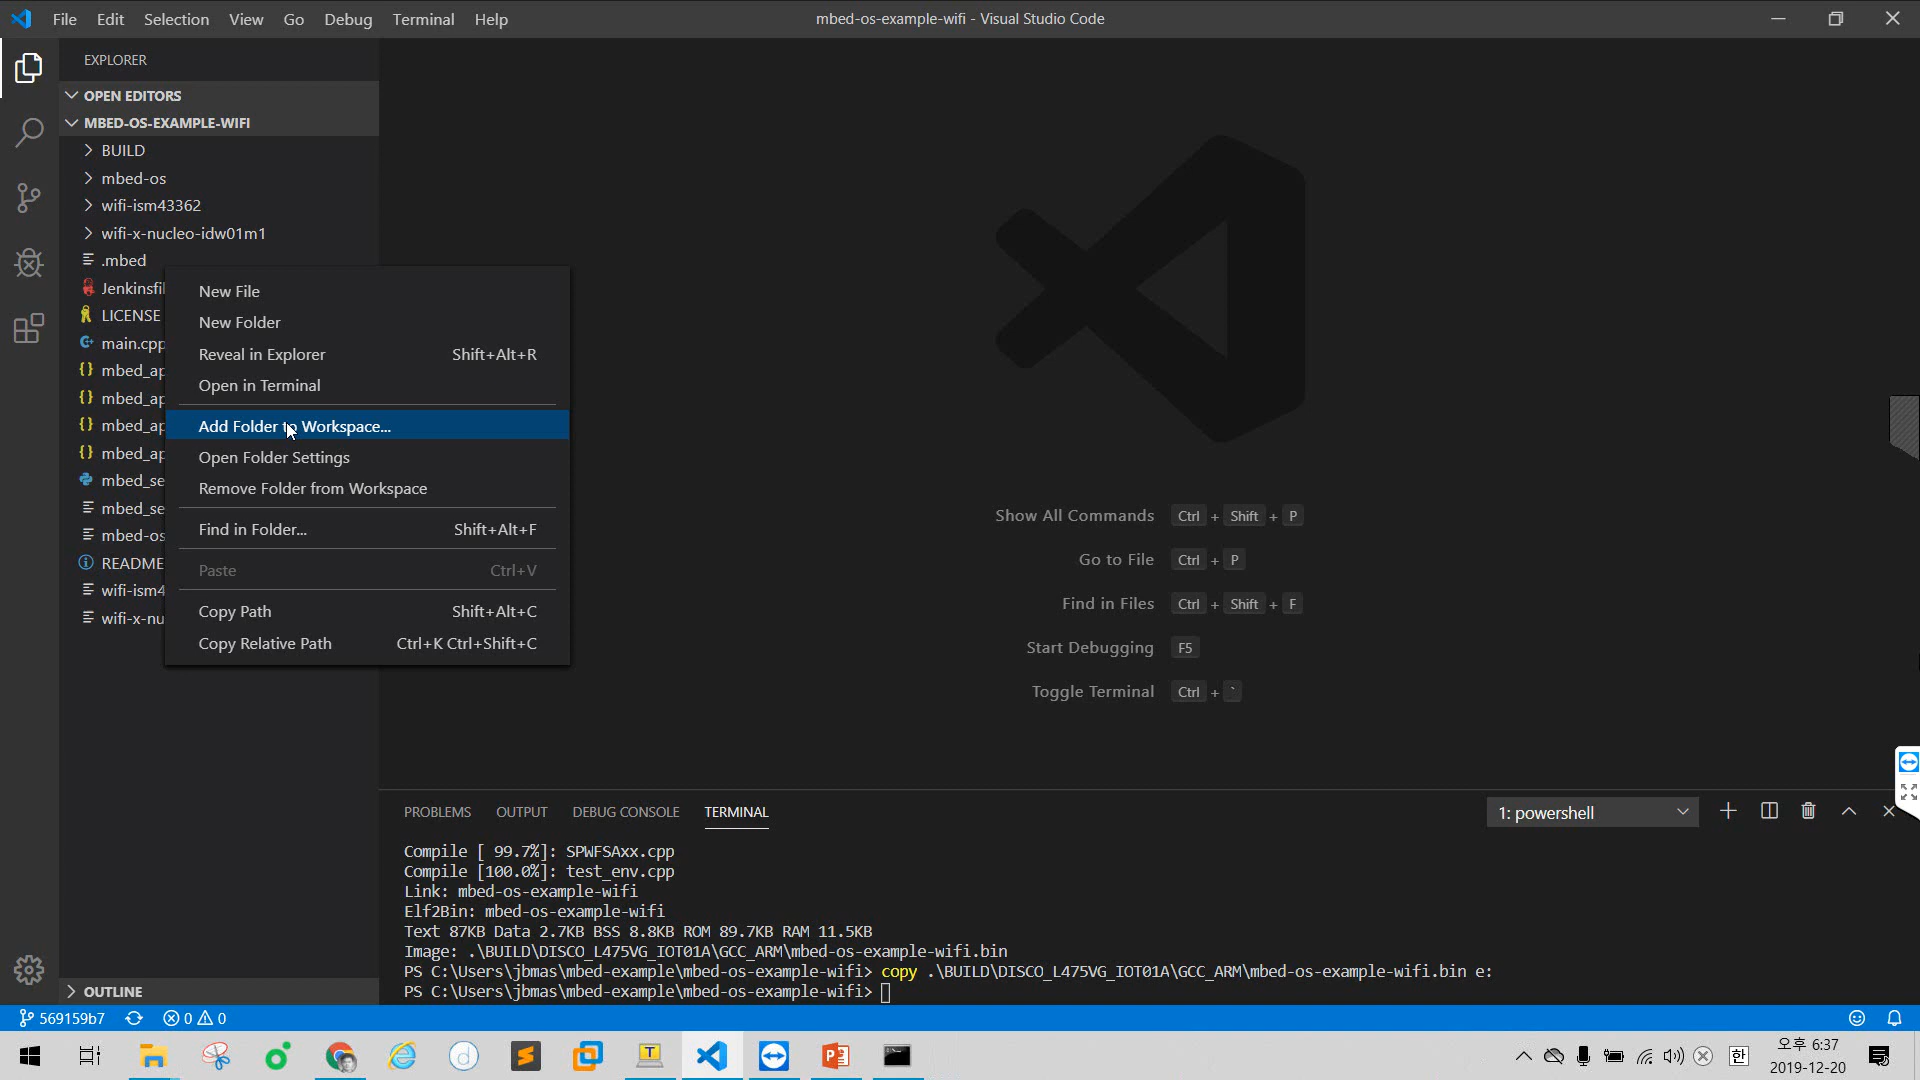 File Edit Selection View Go Debug Terminal Help
mbed-os-example-wifi - Visual Studio Code
EXPLORER
OPEN EDITORS
MBED-OS-EXAMPLE-WIFI
BUILD
mbed-os
wifi-ism43362
wifi-x-nucleo-idw01m1
.mbed
Jenkinsfil
LICENSE
main.cpp
mbed_ap
mbed_ap
mbed_ap
mbed_ap
mbed_se
mbed_se
mbed-os
README
wifi-ism4
wifi-x-nu
New File
New Folder
Reveal in Explorer Shift+Alt+R
Open in Terminal
Add Folder to Workspace...
Open Folder Settings
Remove Folder from Workspace
Find in Folder... Shift+Alt+F
Paste Ctrl+V
Copy Path Shift+Alt+C
Copy Relative Path Ctrl+K Ctrl+Shift+C
Show All Commands Ctrl + Shift + P
Go to File Ctrl + P
Find in Files Ctrl + Shift + F
Start Debugging F5
Toggle Terminal Ctrl + `
PROBLEMS OUTPUT DEBUG CONSOLE TERMINAL
1: powershell
Compile [ 99.7%]: SPWFSAxx.cpp
Compile [100.0%]: test_env.cpp
Link: mbed-os-example-wifi
Elf2Bin: mbed-os-example-wifi
Text 87KB Data 2.7KB BSS 8.8KB ROM 89.7KB RAM 11.5KB
Image: .\BUILD\DISCO_L475VG_IOT01A\GCC_ARM\mbed-os-example-wifi.bin
PS C:\Users\jbmas\mbed-example\mbed-os-example-wifi> copy .\BUILD\DISCO_L475VG_IOT01A\GCC_ARM\mbed-os-example-wifi.bin e:
PS C:\Users\jbmas\mbed-example\mbed-os-example-wifi>
OUTLINE
569159b7 0 0
한
오후 6:37
2019-12-20